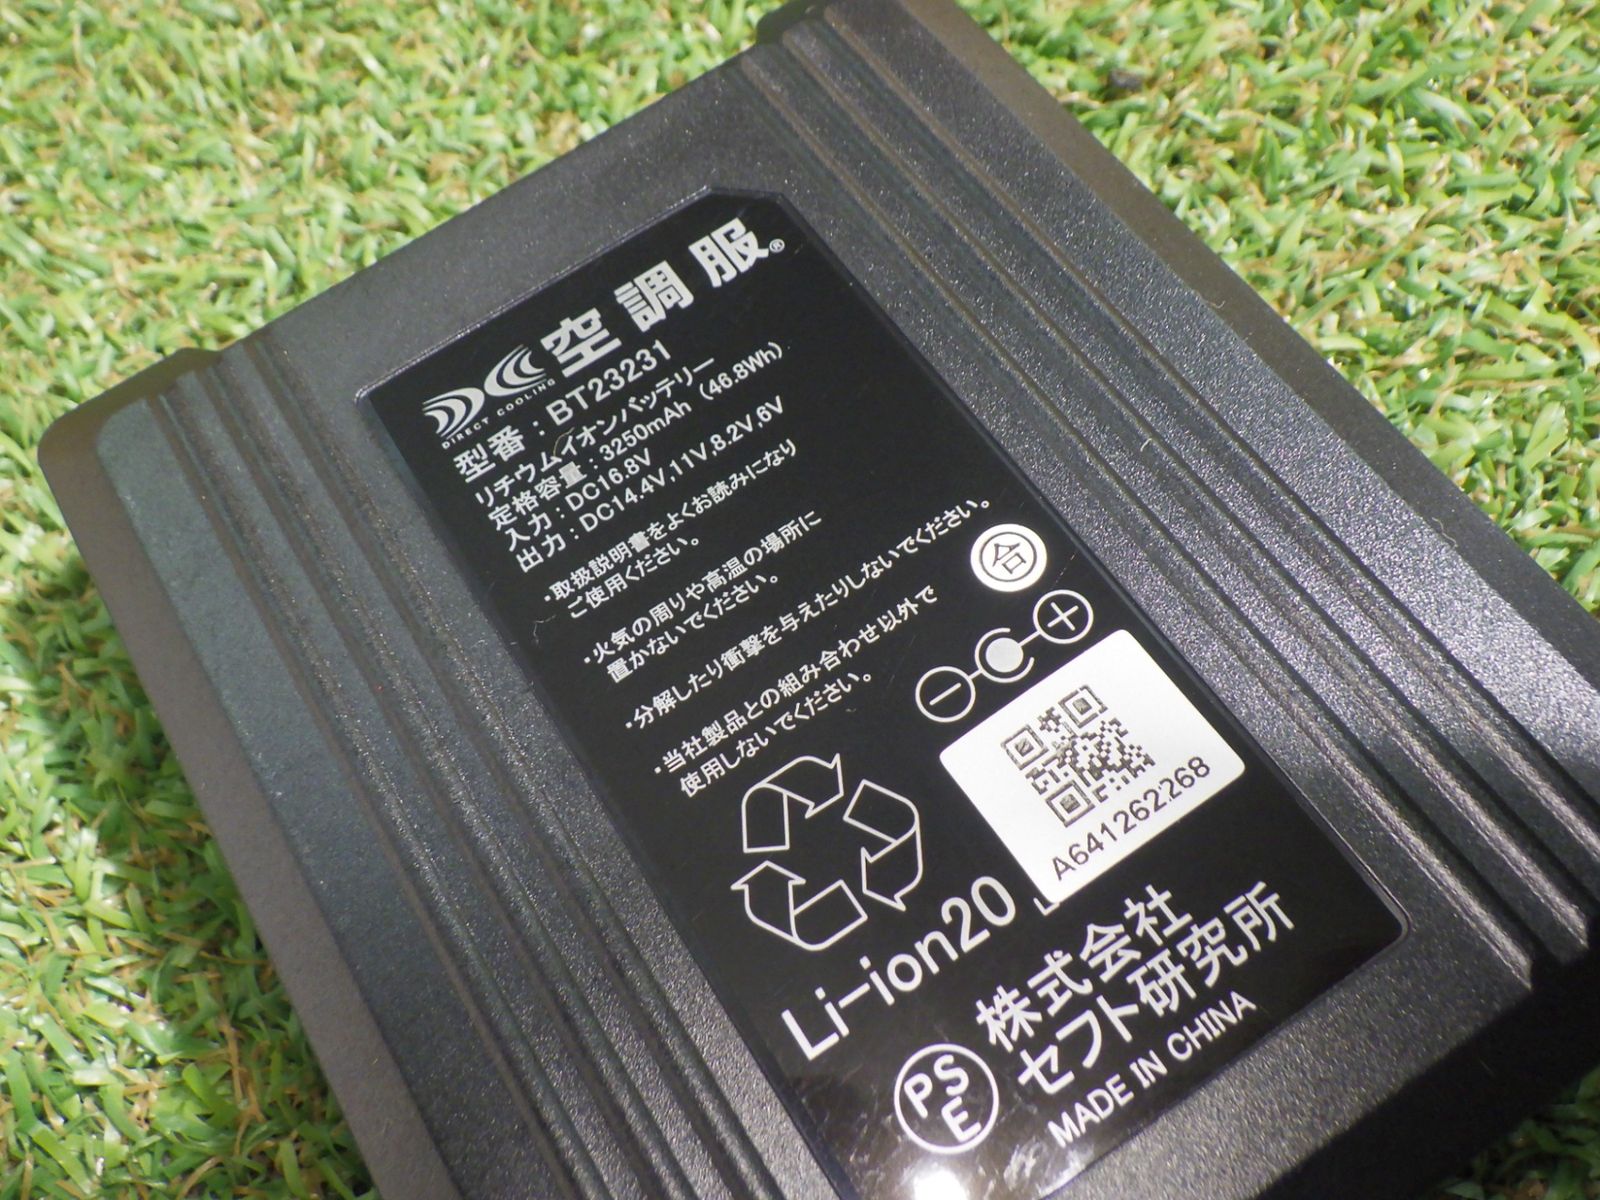 空調服®
DIRECT COOLING
型番：BT23231
リチウムイオンバッテリー
定格容量：3250mAh（46.8Wh）
入力：DC16.8V
出力：DC14.4V,11V,8.2V,6V
・取扱説明書をよくお読みになり
ご使用ください。
・火気の周りや高温の場所に
置かないでください。
・分解したり衝撃を与えたりしないでください。
・当社製品との組み合わせ以外で
使用しないでください。
合
A641262268
Li-ion20
株式会社
セフト研究所
MADE IN CHINA
PSE